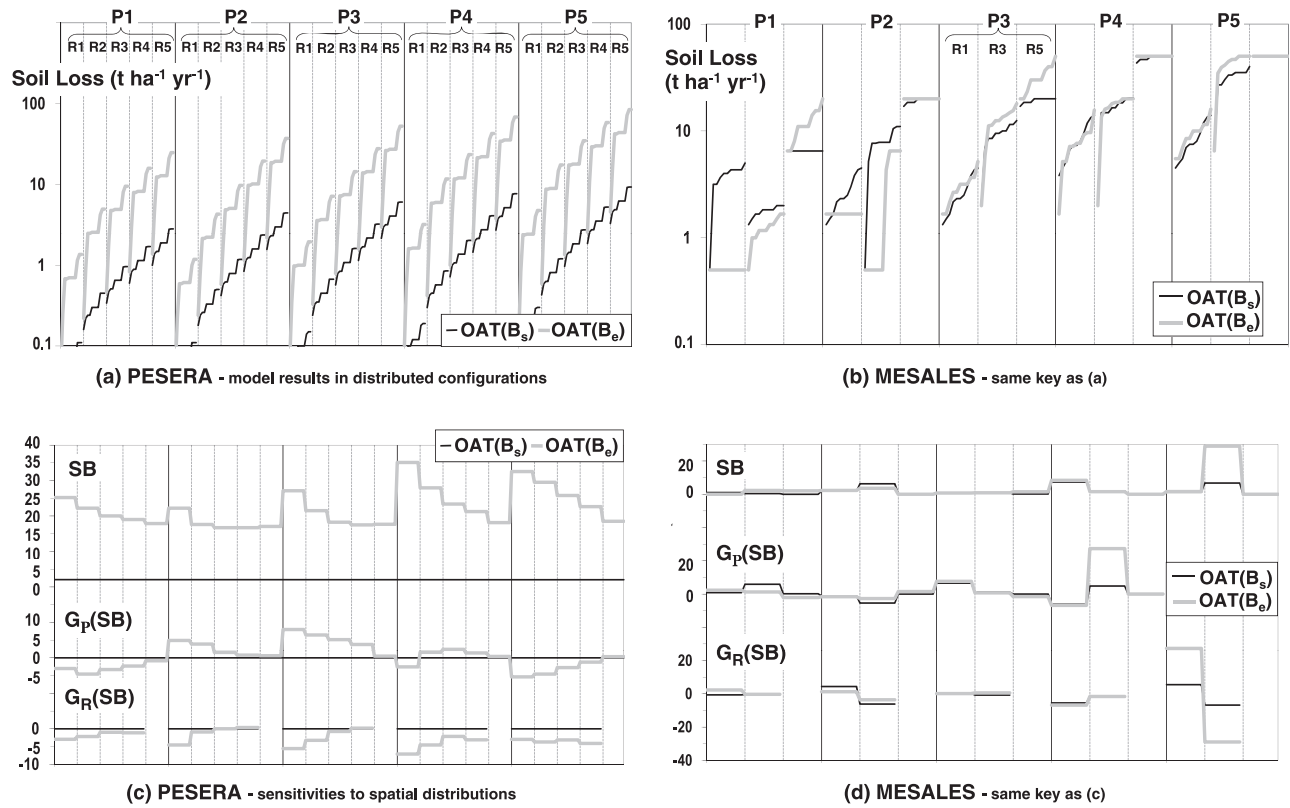 P1 P2 P3 P4 P5
R1 R2 R3 R4 R5 R1 R2 R3 R4 R5 R1 R2 R3 R4 R5 R1 R2 R3 R4 R5 R1 R2 R3 R4 R5
Soil Loss (t ha⁻¹ yr⁻¹)
100
10
1
0.1
OAT(Bₛ) OAT(Bₑ)
(a) PESERA - model results in distributed configurations
P1 P2 P3 P4 P5
R1 R3 R5
100
Soil Loss
(t ha⁻¹ yr⁻¹)
10
1
0.1
OAT(Bₛ)
OAT(Bₑ)
(b) MESALES - same key as (a)
40
35
30
25
20
15
10
5
0
SB
OAT(Bₛ) OAT(Bₑ)
10
5
0
-5
G_P(SB)
G_R(SB)
0
-5
-10
(c) PESERA - sensitivities to spatial distributions
SB
20
0
G_P(SB)
20
0
G_R(SB)
20
0
-20
-40
OAT(Bₛ)
OAT(Bₑ)
(d) MESALES - same key as (c)